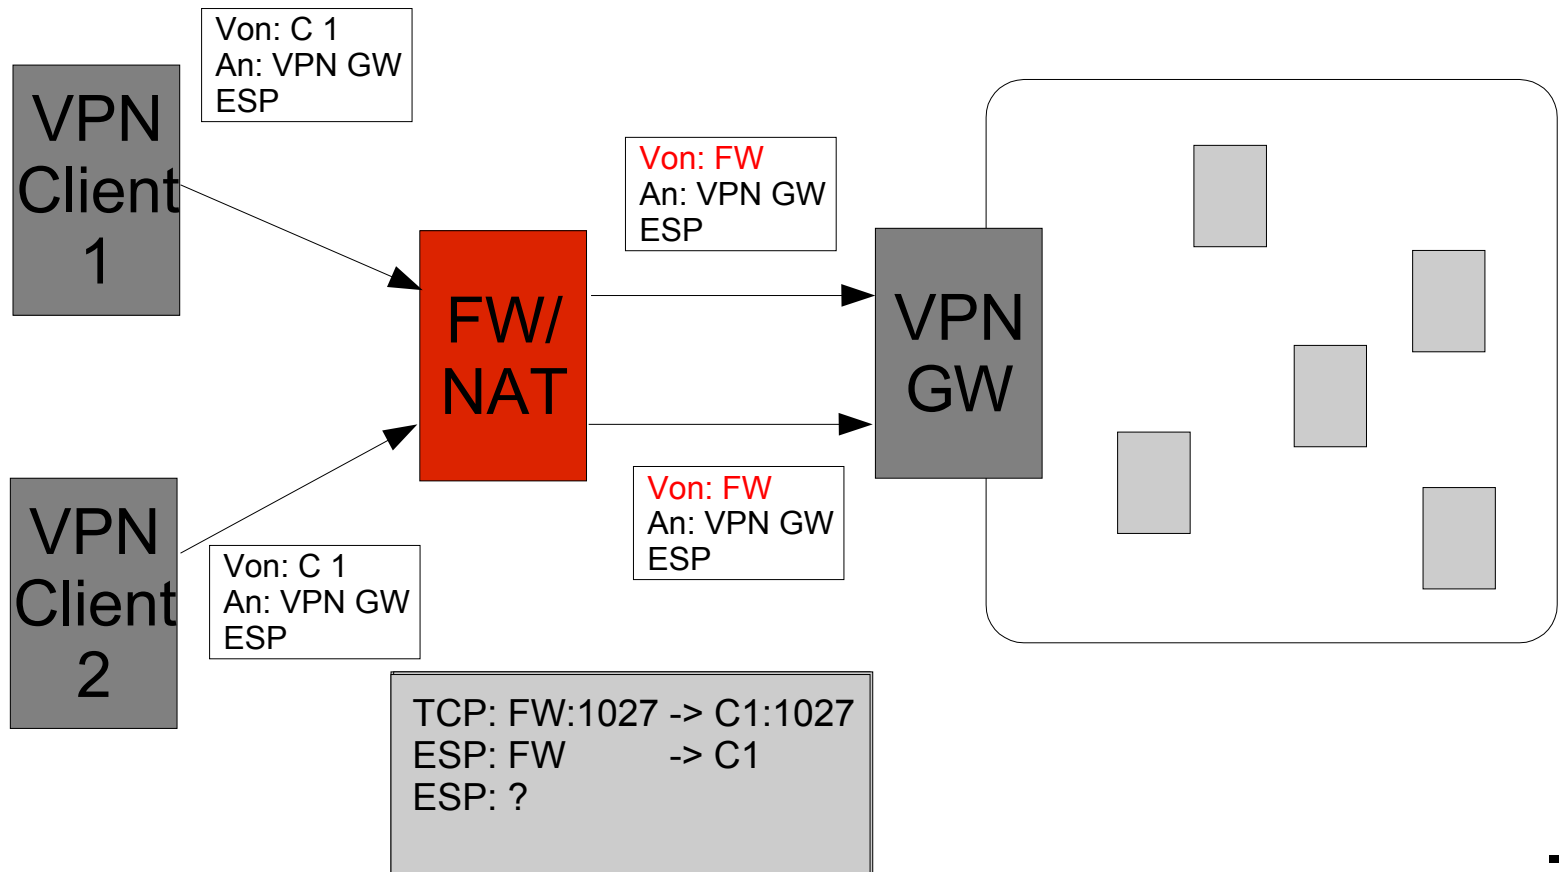 Von: C 1
An: VPN GW
ESP
VPN
Client
1
Von: FW
An: VPN GW
ESP
FW/
NAT
VPN
GW
Von: FW
An: VPN GW
ESP
VPN
Client
2
Von: C 1
An: VPN GW
ESP
TCP: FW:1027 -> C1:1027
ESP: FW -> C1
ESP: ?